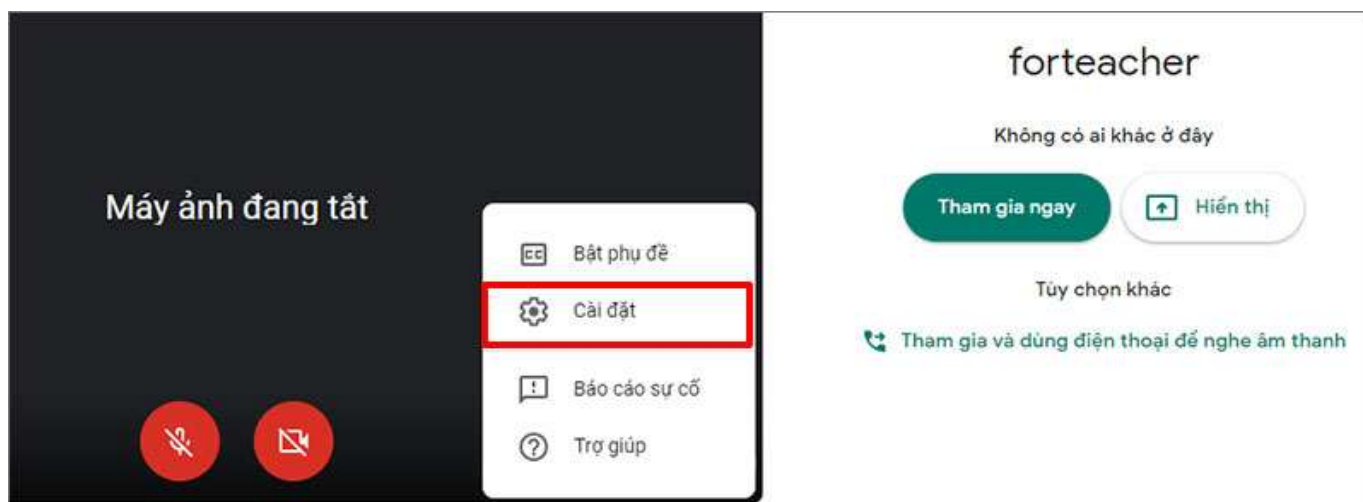 Máy ảnh đang tắt
Bật phụ đề
Cài đặt
Báo cáo sự cố
Trợ giúp
forteacher
Không có ai khác ở đây
Tham gia ngay
Hiển thị
Tùy chọn khác
Tham gia và dùng điện thoại để nghe âm thanh